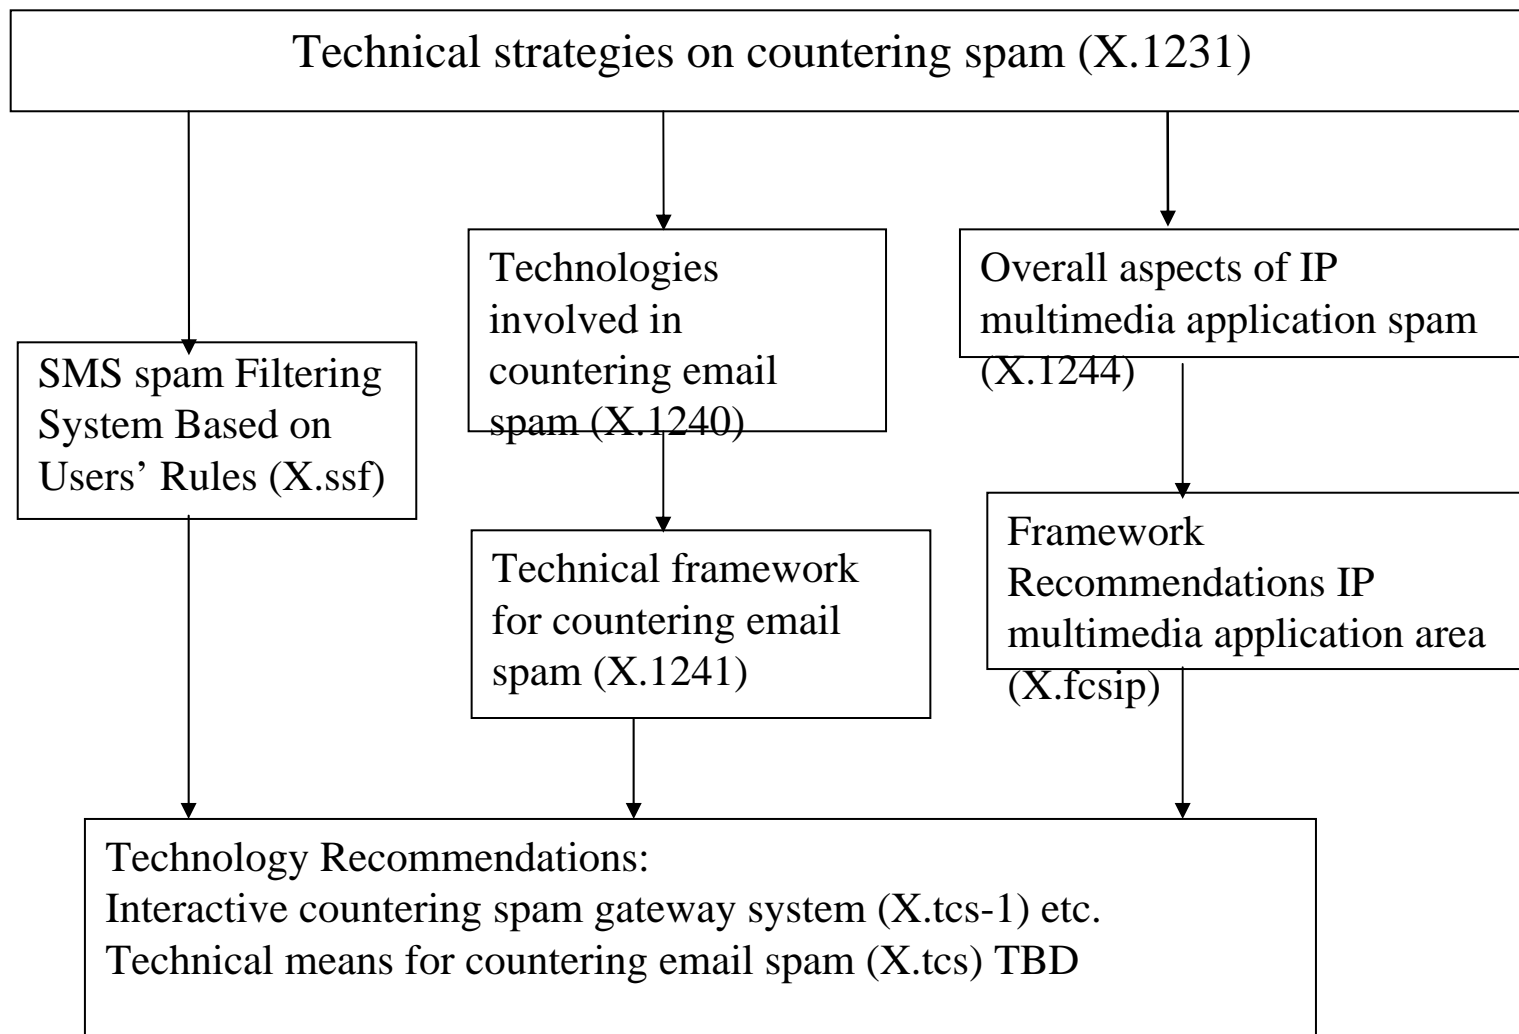 Technical strategies on countering spam (X.1231)
SMS spam Filtering
System Based on
Users’ Rules (X.ssf)
Technologies
involved in
countering email
spam (X.1240)
Overall aspects of IP
multimedia application spam
(X.1244)
Technical framework
for countering email
spam (X.1241)
Framework
Recommendations IP
multimedia application area
(X.fcsip)
Technology Recommendations:
Interactive countering spam gateway system (X.tcs-1) etc.
Technical means for countering email spam (X.tcs) TBD